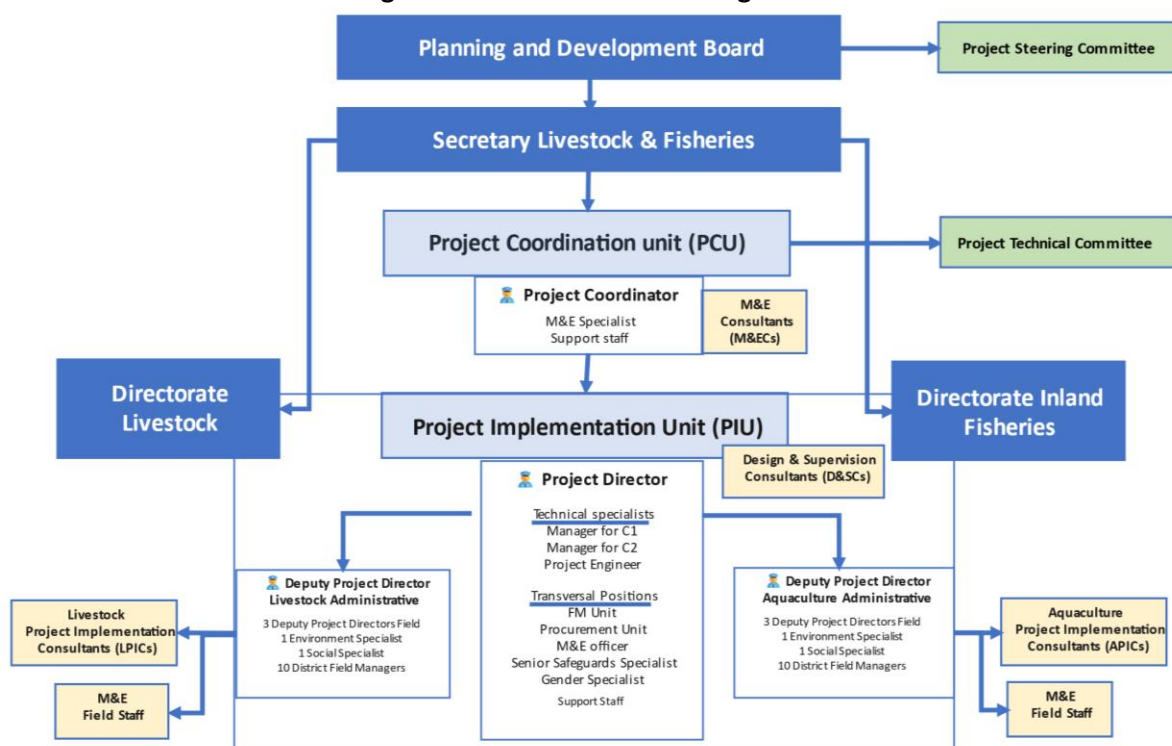 Planning and Development Board
Project Steering Committee
Secretary Livestock & Fisheries
Project Coordination unit (PCU)
Project Technical Committee
Project Coordinator
M&E Specialist
Support staff
M&E
Consultants
(M&ECs)
Directorate
Livestock
Directorate Inland
Fisheries
Project Implementation Unit (PIU)
Design & Supervision
Consultants (D&SCs)
Project Director
Technical specialists
Manager for C1
Manager for C2
Project Engineer
Transversal Positions
FM Unit
Procurement Unit
M&E officer
Senior Safeguards Specialist
Gender Specialist
Support Staff
Deputy Project Director
Livestock Administrative
3 Deputy Project Directors Field
1 Environment Specialist
1 Social Specialist
10 District Field Managers
Deputy Project Director
Aquaculture Administrative
3 Deputy Project Directors Field
1 Environment Specialist
1 Social Specialist
10 District Field Managers
Livestock
Project Implementation
Consultants (LPICs)
M&E
Field Staff
Aquaculture
Project Implementation
Consultants (APICs)
M&E
Field Staff